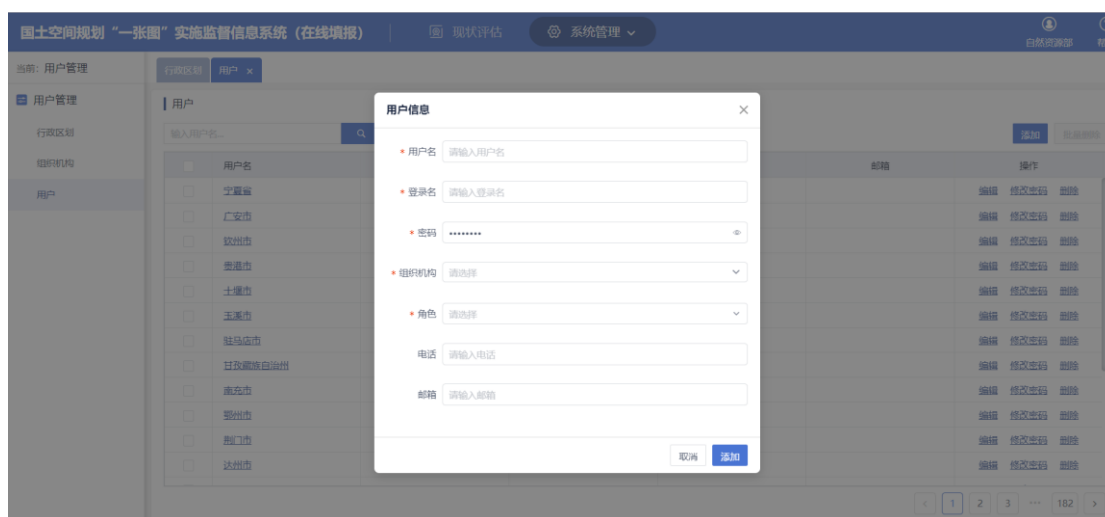 国土空间规划“一张图”实施监督信息系统（在线填报） 现状评估 系统管理 自然资源部
当前: 用户管理 行政区划 用户 ×
用户管理
行政区划
组织机构
用户
用户
输入用户名... 添加 批量删除
用户名 邮箱 操作
宁夏省 编辑 修改密码 删除
广安市 编辑 修改密码 删除
钦州市 编辑 修改密码 删除
贵港市 编辑 修改密码 删除
十堰市 编辑 修改密码 删除
玉溪市 编辑 修改密码 删除
驻马店市 编辑 修改密码 删除
甘孜藏族自治州 编辑 修改密码 删除
南充市 编辑 修改密码 删除
鄂州市 编辑 修改密码 删除
荆门市 编辑 修改密码 删除
达州市 编辑 修改密码 删除
1 2 3 ··· 182
用户信息 ×
* 用户名 请输入用户名
* 登录名 请输入登录名
* 密码 ••••••••
* 组织机构 请选择
* 角色 请选择
电话 请输入电话
邮箱 请输入邮箱
取消 添加